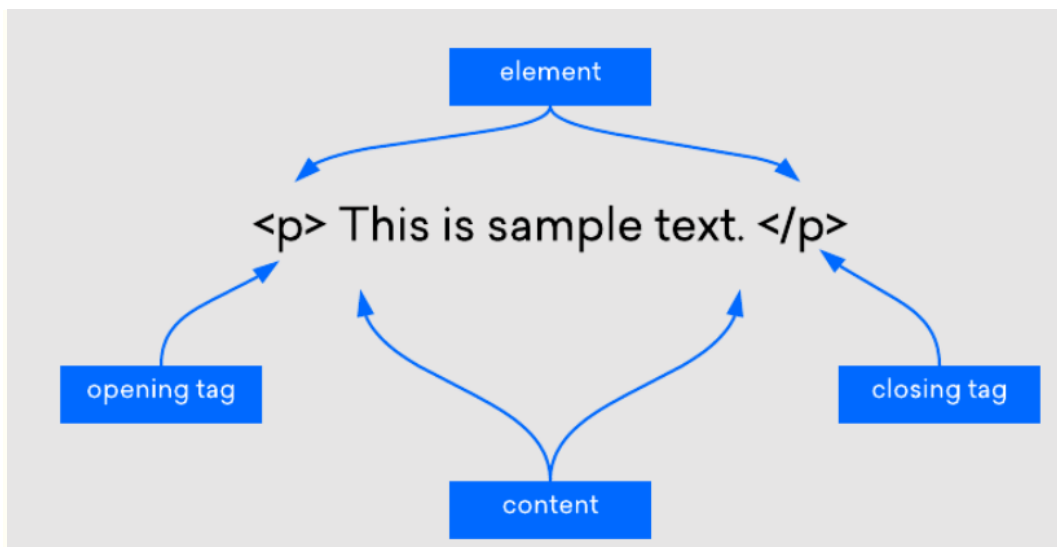 element
<p> This is sample text. </p>
opening tag
closing tag
content